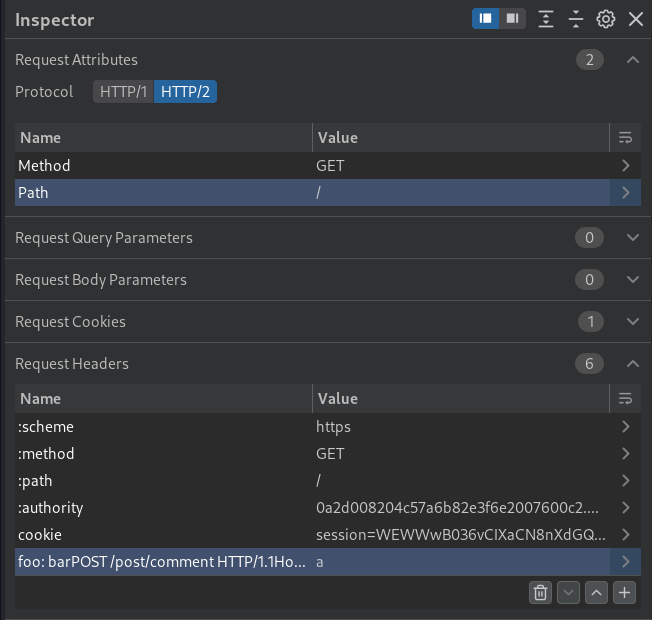 Inspector
Request Attributes 2
Protocol HTTP/1 HTTP/2
Name Value
Method GET
Path /
Request Query Parameters 0
Request Body Parameters 0
Request Cookies 1
Request Headers 6
Name Value
:scheme https
:method GET
:path /
:authority 0a2d008204c57a6b82e3f6e2007600c2....
cookie session=WEWWwB036vCIXaCN8nXdGQ...
foo: barPOST /post/comment HTTP/1.1Ho... a